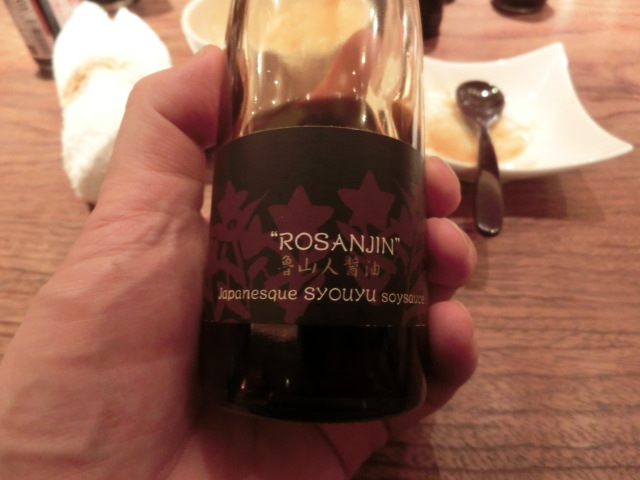 "ROSANJIN"
魯山人醤油
Japanesque SYOUYU soysauce